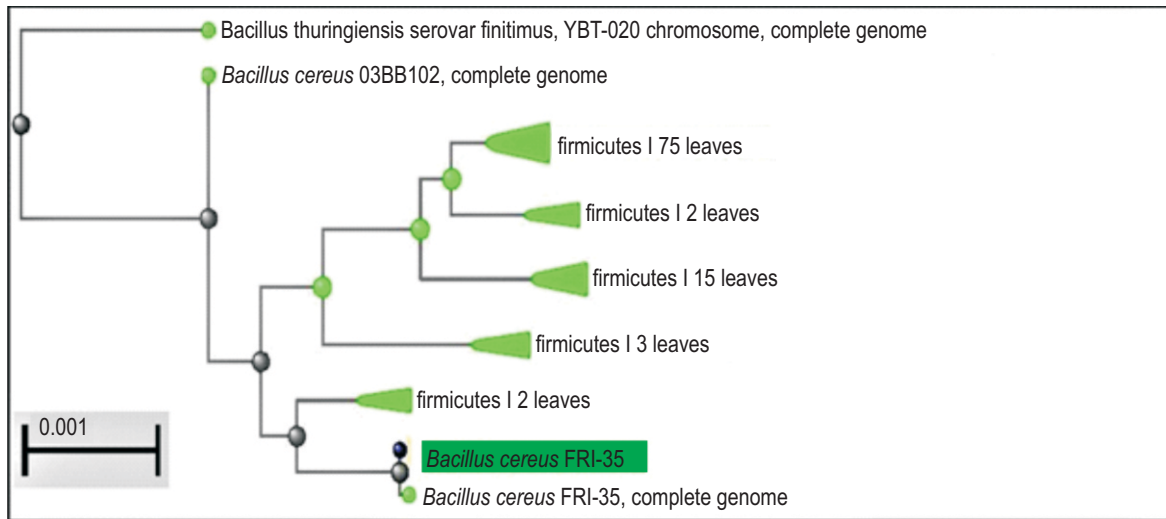 Bacillus thuringiensis serovar finitimus, YBT-020 chromosome, complete genome
Bacillus cereus 03BB102, complete genome
firmicutes I 75 leaves
firmicutes I 2 leaves
firmicutes I 15 leaves
firmicutes I 3 leaves
firmicutes I 2 leaves
0.001
Bacillus cereus FRI-35
Bacillus cereus FRI-35, complete genome